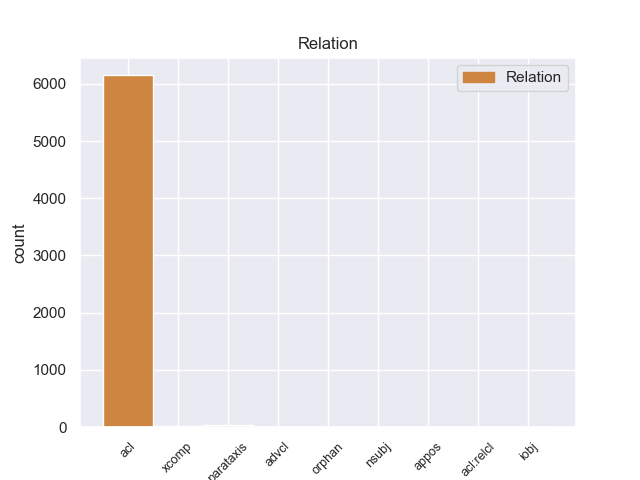 Relation
Relation
6000
5000
4000
3000
2000
1000
0
count
acl
xcomp
parataxis
advcl
orphan
nsubj
appos
acl:relcl
iobj